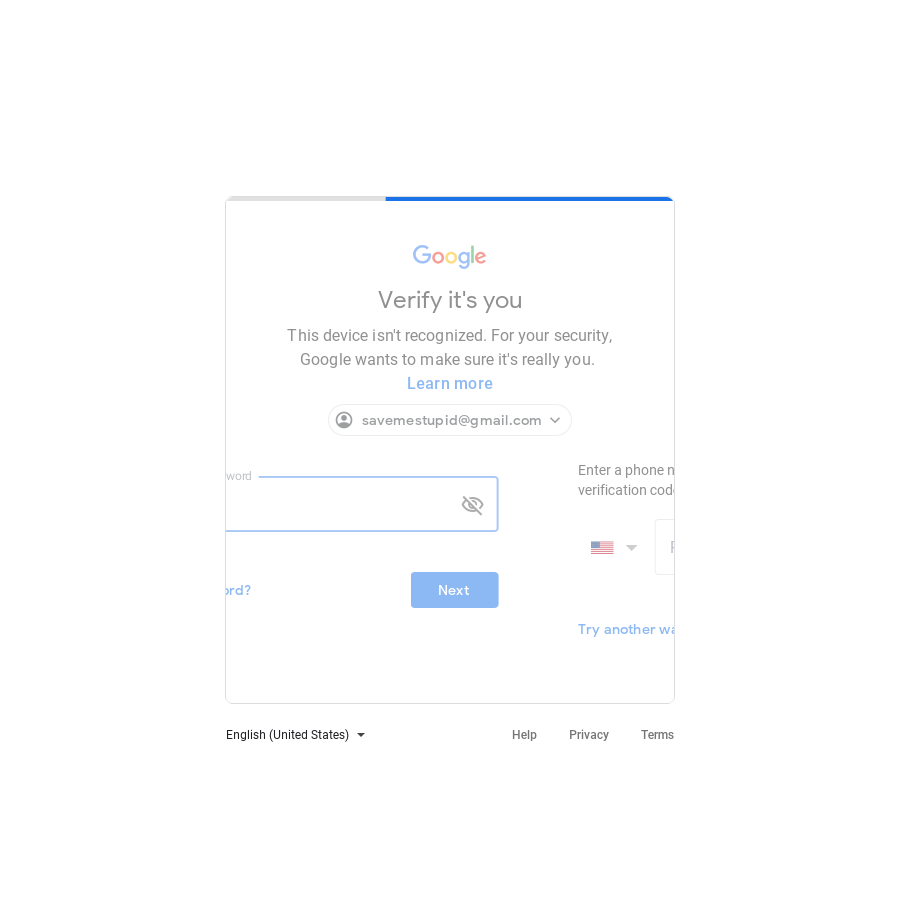 Google
Verify it's you
This device isn't recognized. For your security,
Google wants to make sure it's really you.
Learn more
savemestupid@gmail.com
word
ord?
Next
Enter a phone n
verification cod
Try another wa
English (United States)
Help
Privacy
Terms